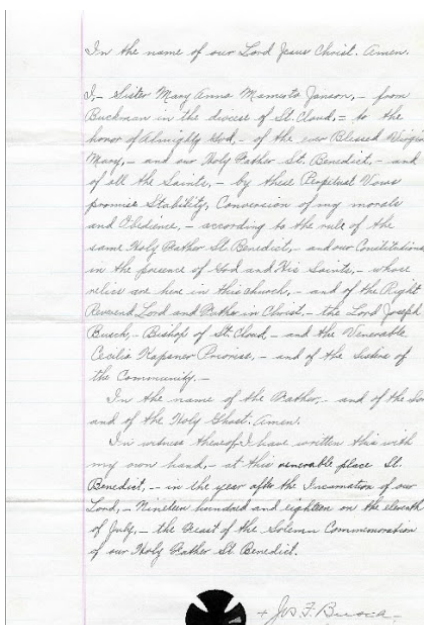 In the name of our Lord Jesus Christ. Amen.
I,- Sister Mary Anna Mamerta Janson,- from
Buckman in the diocese of St. Cloud,= to the
honor of Almighty God,- of the ever Blessed Virgin
Mary,- and our Holy Father St. Benedict,- and
of all the Saints,- by these Perpetual Vows
promise Stability, Conversion of my morals
and Obedience,- according to the rule of the
same Holy Father St. Benedict,- and our Constitutions
in the presence of God and His Saints,- whose
relics are here in this church,- and of the Right
Reverend Lord and Father in Christ.- the Lord Joseph
Busch,- Bishop of St. Cloud - and the Venerable
Cecilia Kapsner Prioress,- and of the Sisters of
the Community.-
In the name of the Father,- and of the Son
and of the Holy Ghost. Amen.
In witness thereof I have written this with
my own hand,- at this venerable place St.
Benedict,-- in the year after the Incarnation of our
Lord,- Nineteen hundred and eighteen on the eleventh
of July,- the Feast of the Solemn Commemoration
of our Holy Father St. Benedict.
+ Jos. F. Busch-